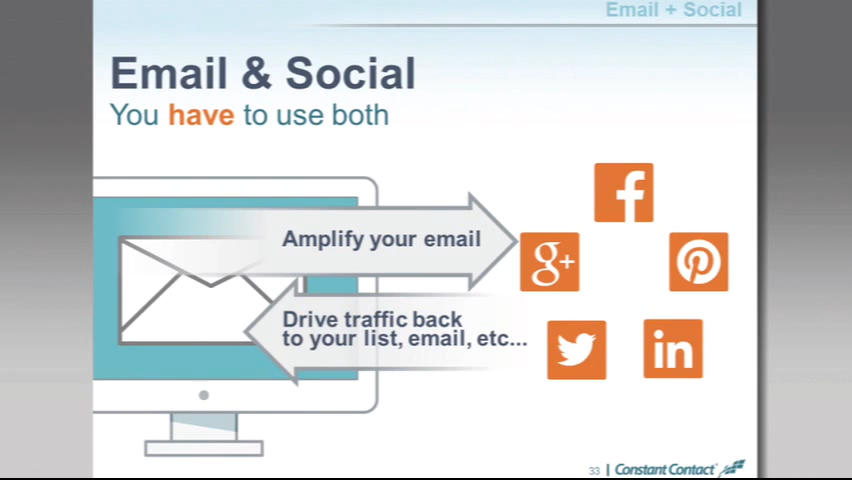 Email + Social
Email & Social
You have to use both
Amplify your email
Drive traffic back
to your list, email, etc...
f
g+
in
33 | Constant Contact